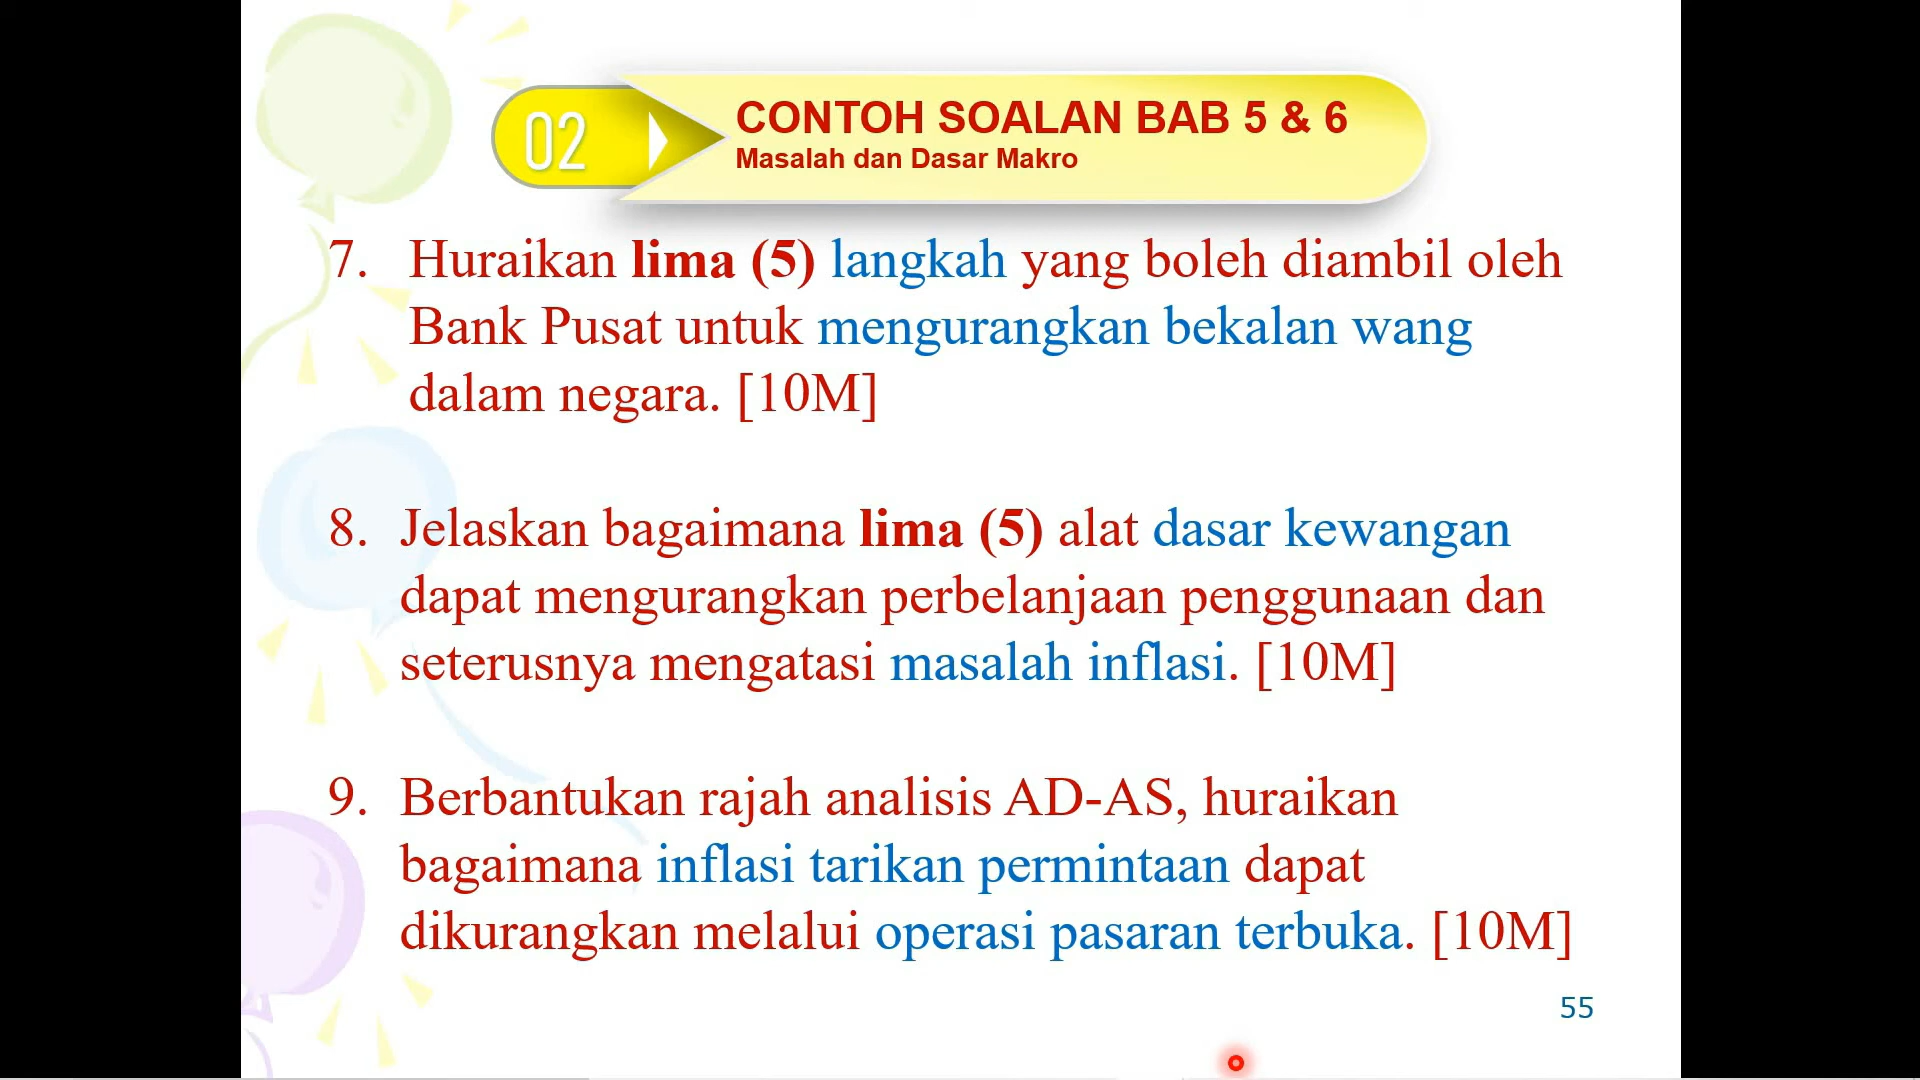 02
CONTOH SOALAN BAB 5 & 6
Masalah dan Dasar Makro
7. Huraikan lima (5) langkah yang boleh diambil oleh
Bank Pusat untuk mengurangkan bekalan wang
dalam negara. [10M]
8. Jelaskan bagaimana lima (5) alat dasar kewangan
dapat mengurangkan perbelanjaan penggunaan dan
seterusnya mengatasi masalah inflasi. [10M]
9. Berbantukan rajah analisis AD-AS, huraikan
bagaimana inflasi tarikan permintaan dapat
dikurangkan melalui operasi pasaran terbuka. [10M]
55